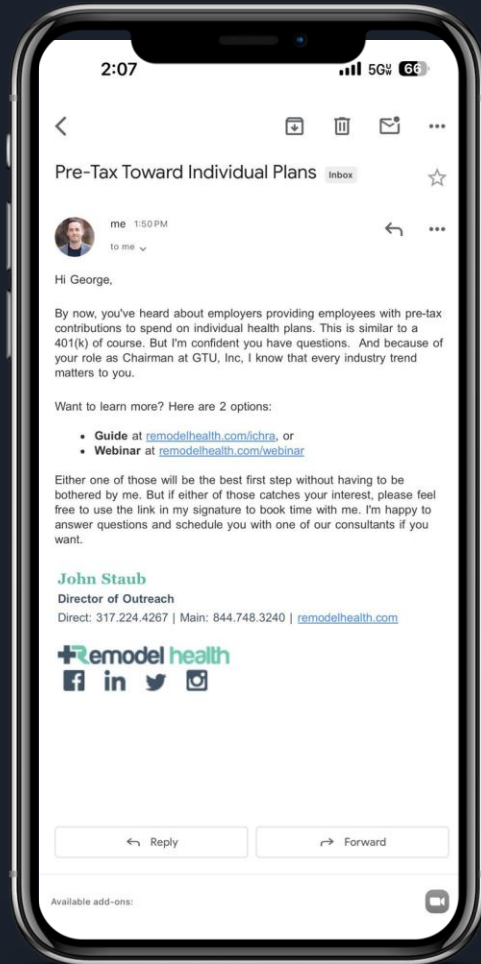 2:07
5G 66
Pre-Tax Toward Individual Plans Inbox
me 1:50 PM
to me
Hi George,
By now, you've heard about employers providing employees with pre-tax
contributions to spend on individual health plans. This is similar to a
401(k) of course. But I'm confident you have questions.  And because of
your role as Chairman at GTU, Inc, I know that every industry trend
matters to you.
Want to learn more? Here are 2 options:
• Guide at remodelhealth.com/ichra, or
• Webinar at remodelhealth.com/webinar
Either one of those will be the best first step without having to be
bothered by me. But if either of those catches your interest, please feel
free to use the link in my signature to book time with me. I'm happy to
answer questions and schedule you with one of our consultants if you
want.
John Staub
Director of Outreach
Direct: 317.224.4267 | Main: 844.748.3240 | remodelhealth.com
Remodel health
Reply
Forward
Available add-ons: